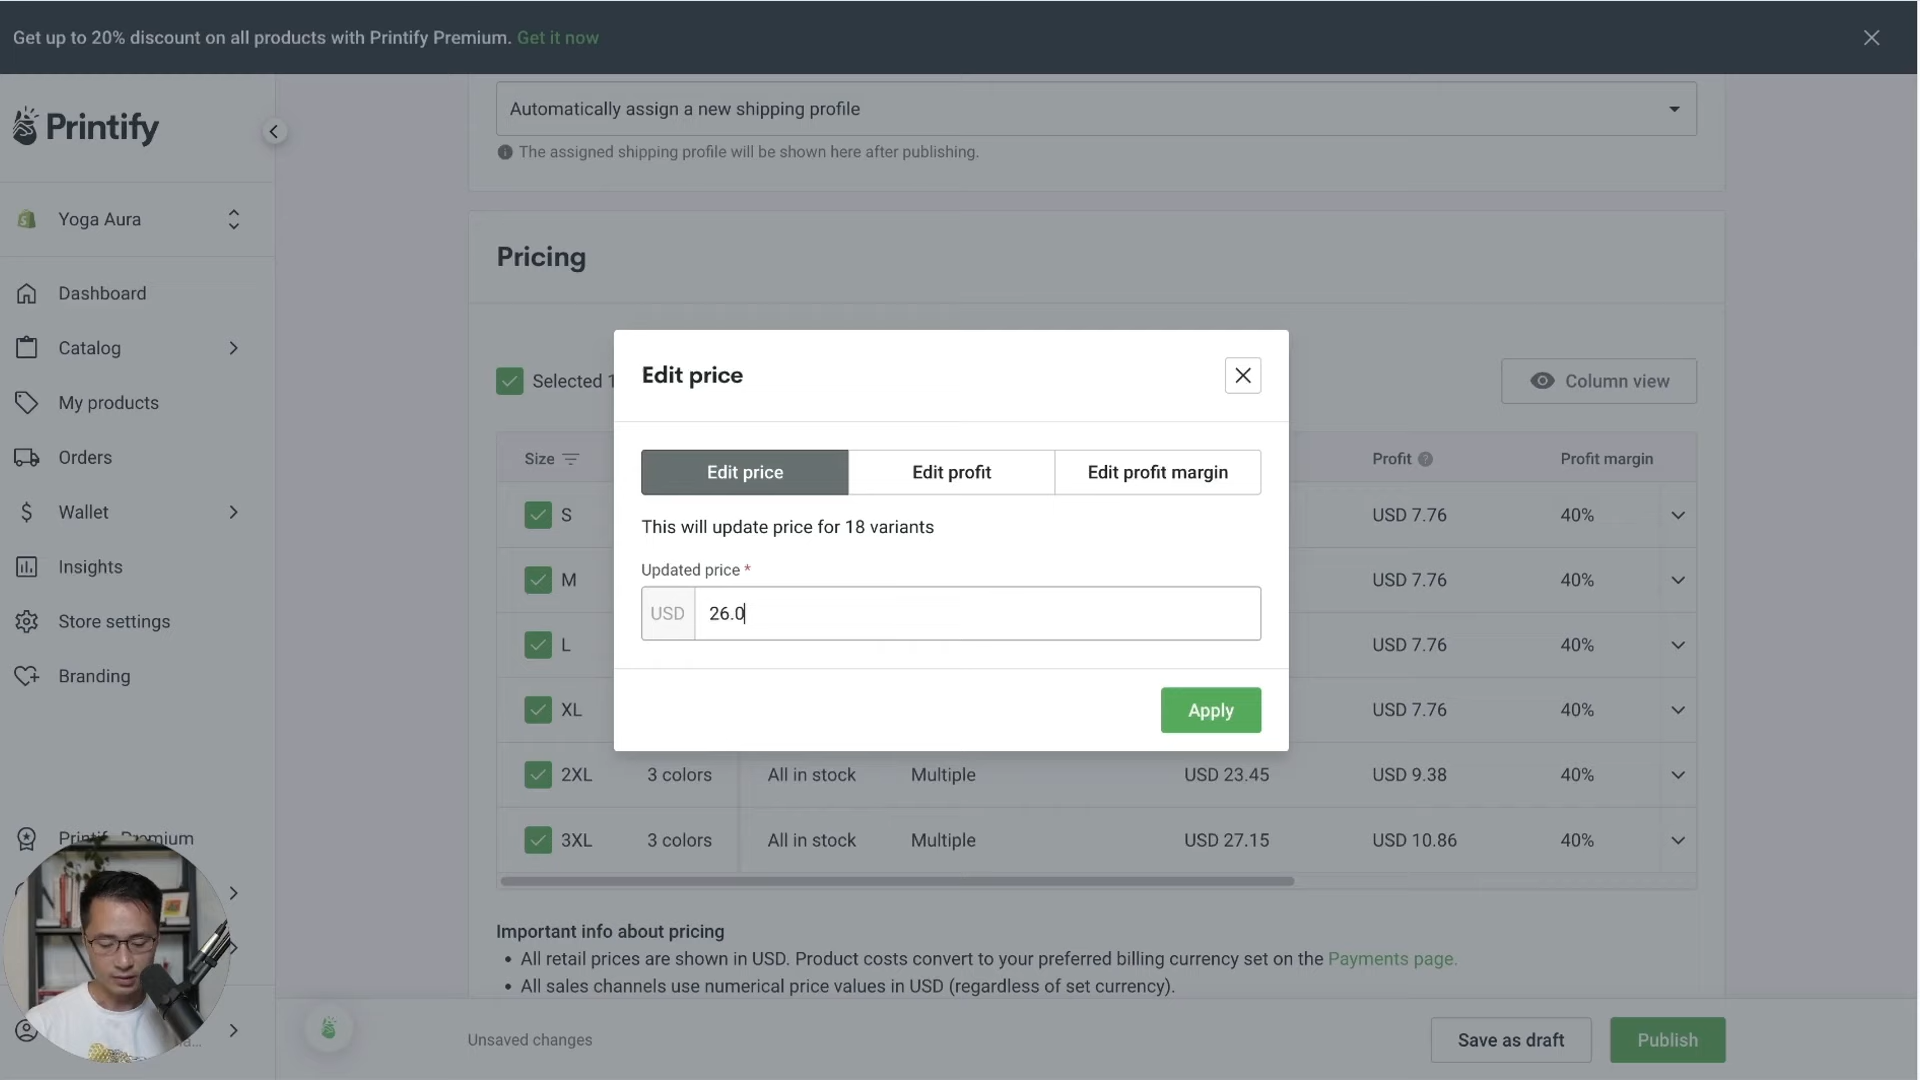 Get up to 20% discount on all products with Printify Premium. Get it now
Printify
Yoga Aura
Dashboard
Catalog
My products
Orders
Wallet
Insights
Store settings
Branding
Automatically assign a new shipping profile
The assigned shipping profile will be shown here after publishing.
Pricing
Selected
Column view
Size
Profit
Profit margin
S
USD 7.76
40%
M
USD 7.76
40%
L
USD 7.76
40%
XL
USD 7.76
40%
2XL
3 colors
All in stock
Multiple
USD 23.45
USD 9.38
40%
3XL
3 colors
All in stock
Multiple
USD 27.15
USD 10.86
40%
Edit price
Edit price
Edit profit
Edit profit margin
This will update price for 18 variants
Updated price *
USD
26.0
Apply
Important info about pricing
• All retail prices are shown in USD. Product costs convert to your preferred billing currency set on the Payments page.
• All sales channels use numerical price values in USD (regardless of set currency).
Unsaved changes
Save as draft
Publish